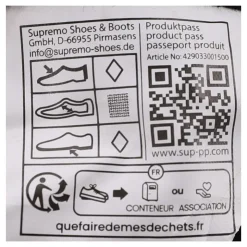 Supremo Shoes & Boots
GmbH, D-66955 Pirmasens
info@supremo-shoes.de
Produktpass
product pass
passeport produit
Article No: 429033001500
www.sup-pp.com
FR
OU
CONTENEUR ASSOCIATION
quefairedemesdechets.fr